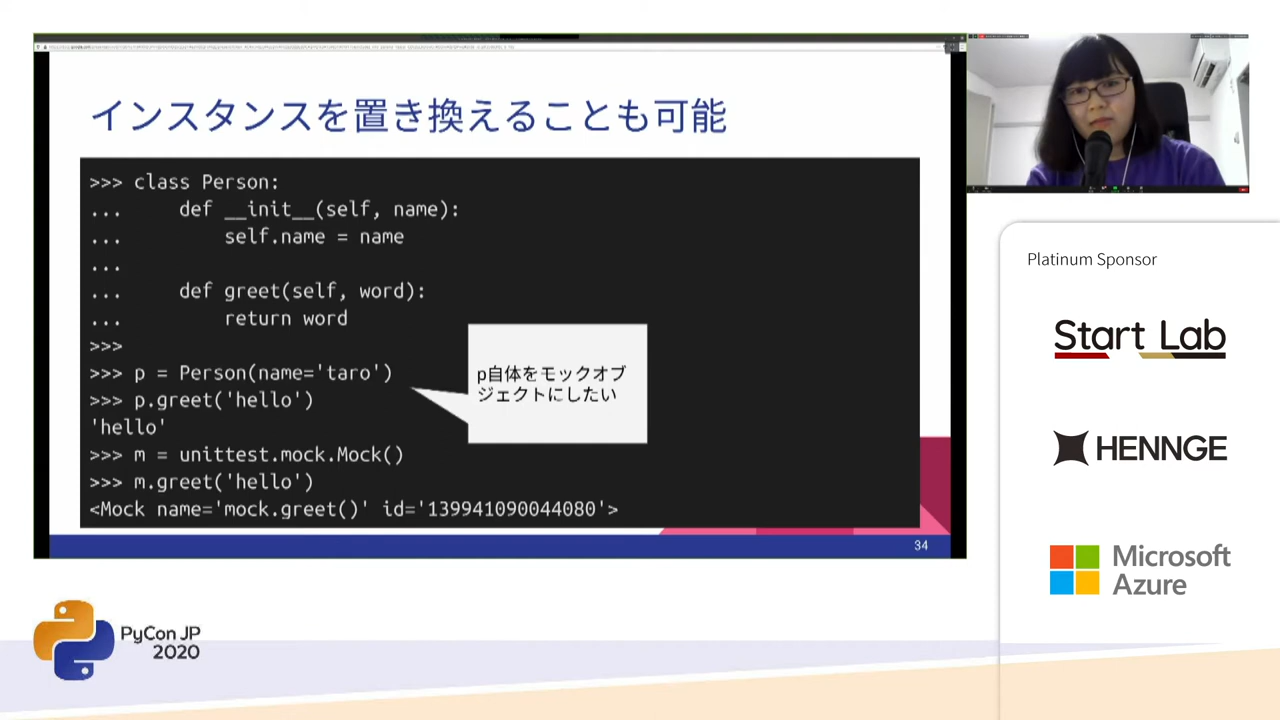 インスタンスを置き換えることも可能
>>> class Person:
...     def __init__(self, name):
...         self.name = name
...
...     def greet(self, word):
...         return word
>>>
>>> p = Person(name='taro')
>>> p.greet('hello')
'hello'
>>> m = unittest.mock.Mock()
>>> m.greet('hello')
<Mock name='mock.greet()' id='139941090044080'>
p自体をモックオブ
ジェクトにしたい
34
Platinum Sponsor
Start Lab
HENNGE
Microsoft
Azure
PyCon JP
2020